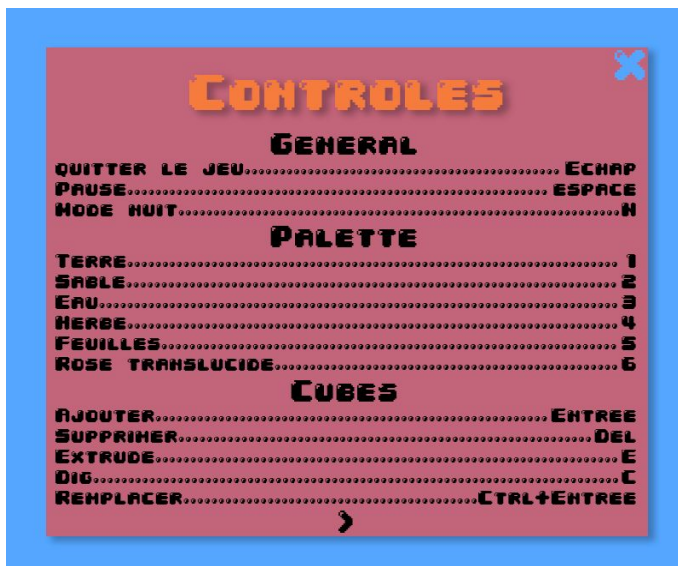 CONTROLES
GENERAL
QUITTER LE JEU.......................................... ECHAP
PAUSE.......................................................... ESPACE
MODE NUIT..............................................................N
PALETTE
TERRE..................................................................... 1
SABLE..................................................................... 2
EAU......................................................................... 3
HERBE..................................................................... 4
FEUILLES................................................................ 5
ROSE TRANSLUCIDE................................................ 6
CUBES
AJOUTER....................................................... ENTREE
SUPPRIMER......................................................... DEL
EXTRUDE.................................................................. E
DIG........................................................................... C
REMPLACER..........................................CTRL+ENTREE